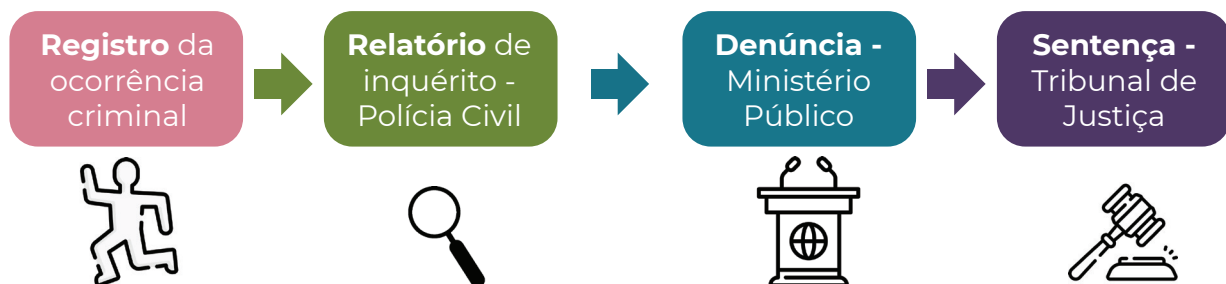 Registro da
ocorrência
criminal
Relatório de
inquérito -
Polícia Civil
Denúncia -
Ministério
Público
Sentença -
Tribunal de
Justiça